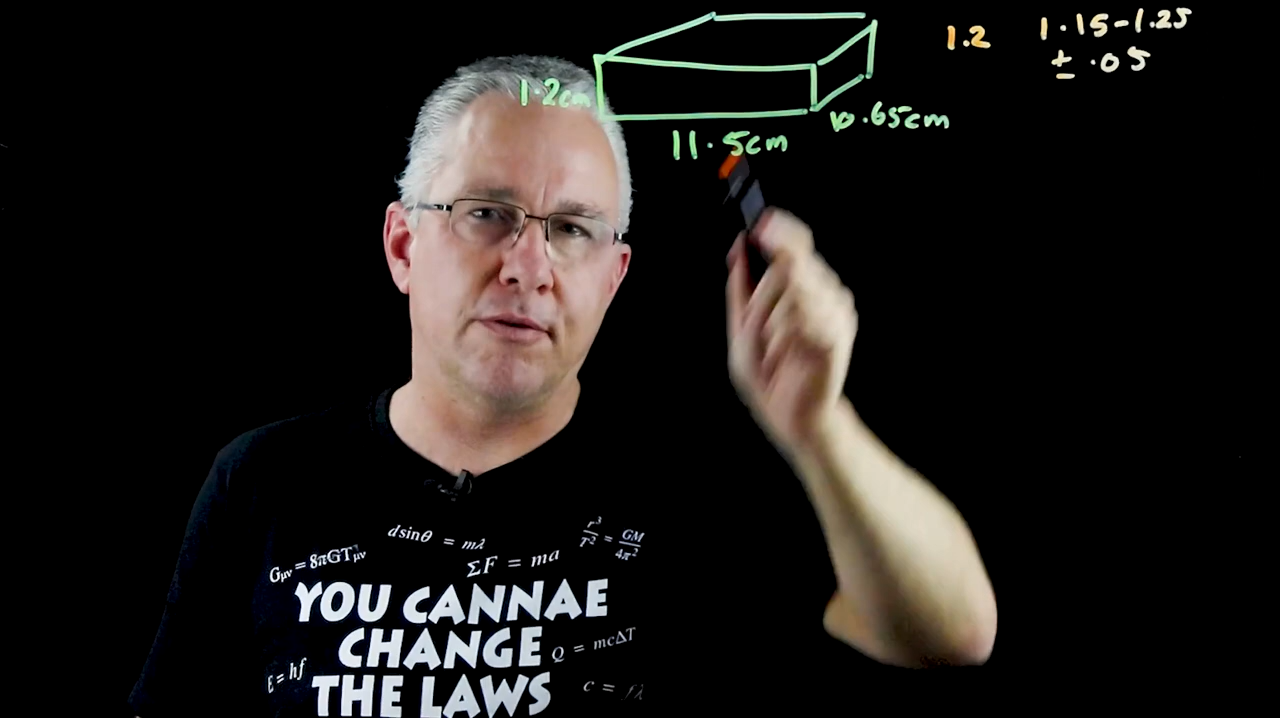 1.2 1.15-1.25
± .05
1.2cm
.65cm
11.5cm
dsinθ = mλ
r³/T² = GM/4π²
Gμν = 8πGTμν
ΣF = ma
YOU CANNAE
CHANGE
Q = mcΔT
E = hf
THE LAWS
c = fλ